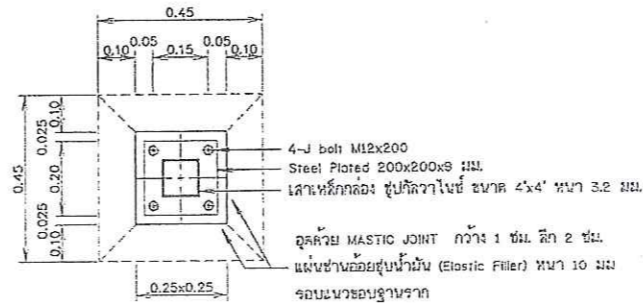 0.45
0.05 0.05
0.10 0.15 0.10
0.45
0.10
0.025
0.20
0.025
0.10
4-J bolt M12x200
Steel Plated 200x200x9 มม.
เสาเหล็กกล่อง ชุปกัลวาไนซ์ ขนาด 4"x4" หนา 3.2 มม.
อุดด้วย MASTIC JOINT กว้าง 1 ซม. ลึก 2 ซม.
แผ่นชานอ้อยชุบน้ำมัน (Elastic Filler) หนา 10 มม
รอบแนวขอบฐานราก
0.25x0.25